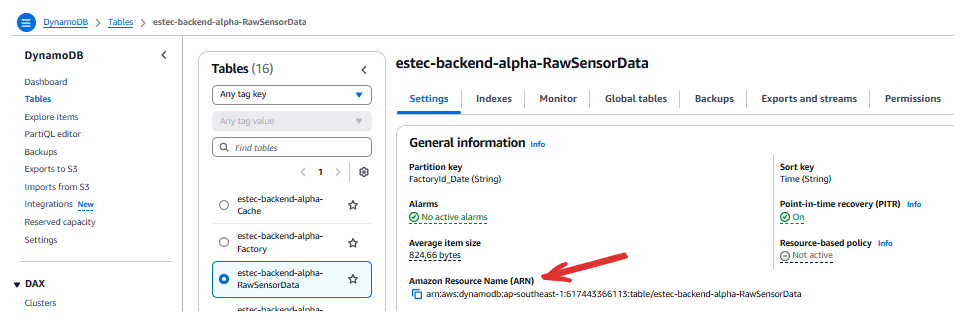 DynamoDB > Tables > estec-backend-alpha-RawSensorData
DynamoDB
Dashboard
Tables
Explore items
PartiQL editor
Backups
Exports to S3
Imports from S3
Integrations New
Reserved capacity
Settings
DAX
Clusters
Tables (16)
Any tag key
Any tag value
Find tables
1
estec-backend-alpha-
Cache
estec-backend-alpha-
Factory
estec-backend-alpha-
RawSensorData
estec-backend-alpha-RawSensorData
Settings Indexes Monitor Global tables Backups Exports and streams Permissions
General information Info
Partition key
FactoryId_Date (String)
Sort key
Time (String)
Alarms
No active alarms
Point-in-time recovery (PITR) Info
On
Average item size
824,66 bytes
Resource-based policy Info
Not active
Amazon Resource Name (ARN)
arn:aws:dynamodb:ap-southeast-1:617443366113:table/estec-backend-alpha-RawSensorData